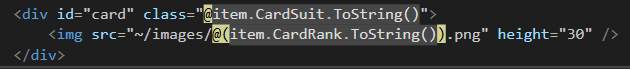 <div id="card" class="@item.CardSuit.ToString()">
<img src="~/images/@(item.CardRank.ToString()).png" height="30" />
</div>